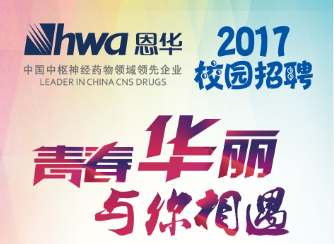 Nhwa 恩华
中国中枢神经药物领域领先企业
LEADER IN CHINA CNS DRUGS
2017
校园招聘
青春华丽
与你相遇